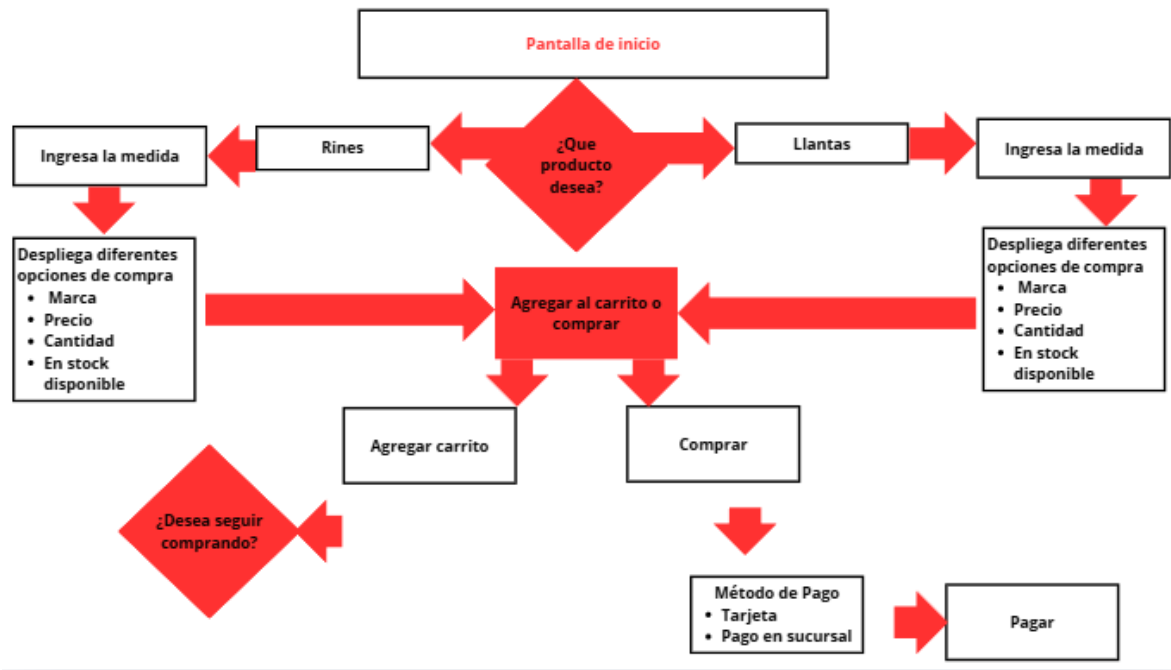 Pantalla de inicio
¿Que
producto
desea?
Rines
Llantas
Ingresa la medida
Ingresa la medida
Despliega diferentes
opciones de compra
• Marca
• Precio
• Cantidad
• En stock
disponible
Agregar al carrito o
comprar
Despliega diferentes
opciones de compra
• Marca
• Precio
• Cantidad
• En stock
disponible
Agregar carrito
Comprar
¿Desea seguir
comprando?
Método de Pago
• Tarjeta
• Pago en sucursal
Pagar